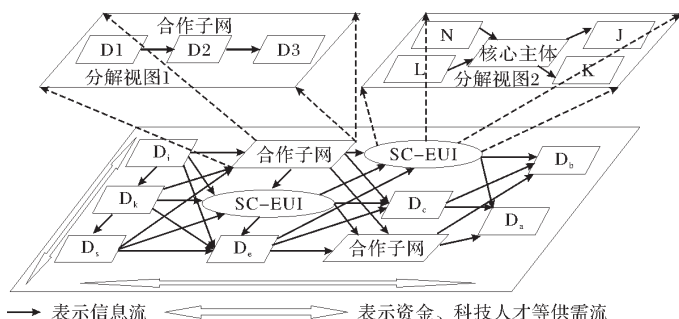 合作子网
D1 D2 D3
分解视图1
N J
核心主体
L K
分解视图2
Di 合作子网 SC-EUI Db
Dk SC-EUI Dc Da
Ds De 合作子网
表示信息流 表示资金、科技人才等供需流